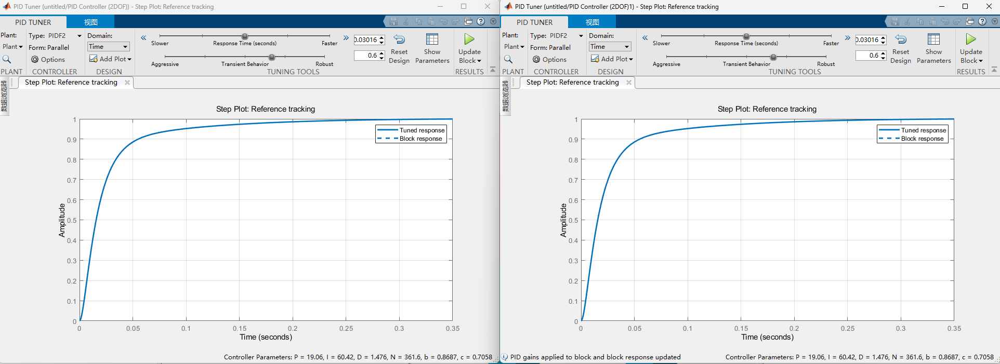 PID Tuner (untitled/PID Controller (2DOF)) - Step Plot: Reference tracking
PID TUNER
视图
Plant:
Type: PIDF2
Domain:
Plant
Form: Parallel
Time
Slower
Response Time (seconds)
Faster
0.03016
Options
Add Plot
Aggressive
Transient Behavior
Robust
0.6
Reset Design
Show Parameters
Update Block
PLANT
CONTROLLER
DESIGN
TUNING TOOLS
RESULTS
数据浏览器
Step Plot: Reference tracking
Step Plot: Reference tracking
Tuned response
Block response
Amplitude
1
0.9
0.8
0.7
0.6
0.5
0.4
0.3
0.2
0.1
0
0 0.05 0.1 0.15 0.2 0.25 0.3 0.35
Time (seconds)
Controller Parameters: P = 19.06, I = 60.42, D = 1.476, N = 361.6, b = 0.8687, c = 0.7058
PID Tuner (untitled/PID Controller (2DOF)1) - Step Plot: Reference tracking
PID TUNER
视图
Plant:
Type: PIDF2
Domain:
Plant
Form: Parallel
Time
Slower
Response Time (seconds)
Faster
0.03016
Options
Add Plot
Aggressive
Transient Behavior
Robust
0.6
Reset Design
Show Parameters
Update Block
PLANT
CONTROLLER
DESIGN
TUNING TOOLS
RESULTS
数据浏览器
Step Plot: Reference tracking
Step Plot: Reference tracking
Tuned response
Block response
Amplitude
1
0.9
0.8
0.7
0.6
0.5
0.4
0.3
0.2
0.1
0
0 0.05 0.1 0.15 0.2 0.25 0.3 0.35
Time (seconds)
PID gains applied to block and block response updated
Controller Parameters: P = 19.06, I = 60.42, D = 1.476, N = 361.6, b = 0.8687, c = 0.7058